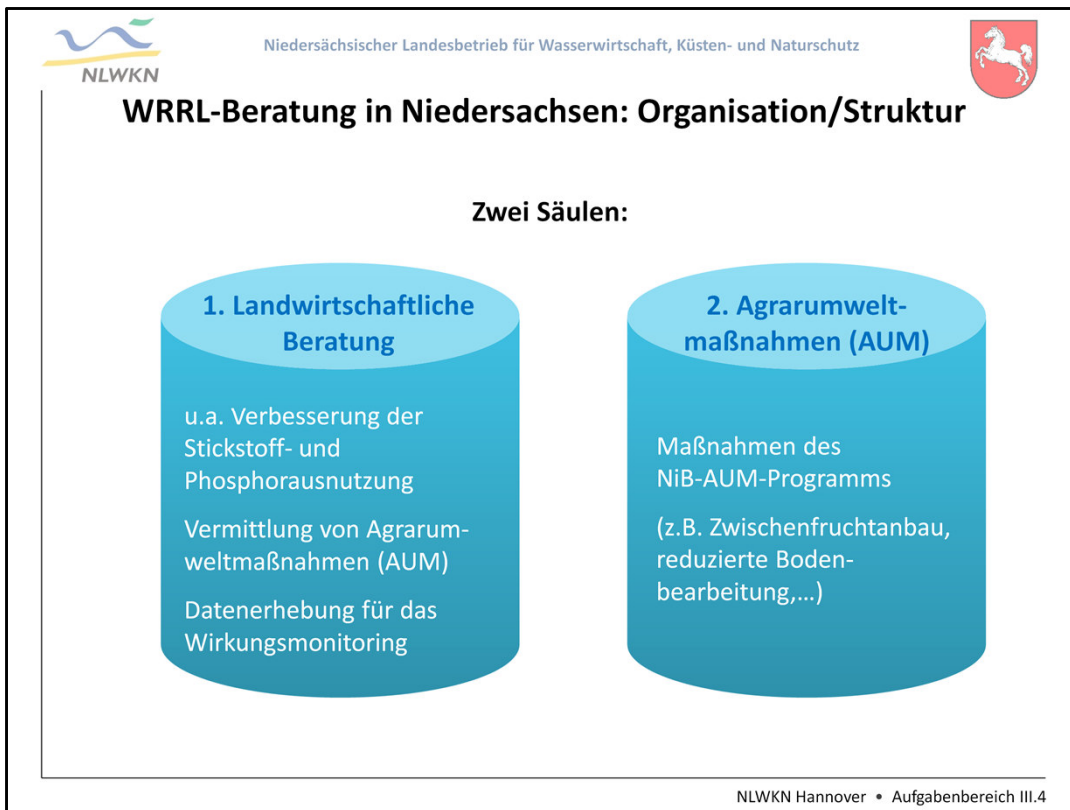 Niedersächsischer Landesbetrieb für Wasserwirtschaft, Küsten- und Naturschutz
NLWKN
WRRL-Beratung in Niedersachsen: Organisation/Struktur
Zwei Säulen:
1. Landwirtschaftliche
Beratung
u.a. Verbesserung der
Stickstoff- und
Phosphorausnutzung
Vermittlung von Agrarum-
weltmaßnahmen (AUM)
Datenerhebung für das
Wirkungsmonitoring
2. Agrarumwelt-
maßnahmen (AUM)
Maßnahmen des
NiB-AUM-Programms
(z.B. Zwischenfruchtanbau,
reduzierte Boden-
bearbeitung,...)
NLWKN Hannover • Aufgabenbereich III.4